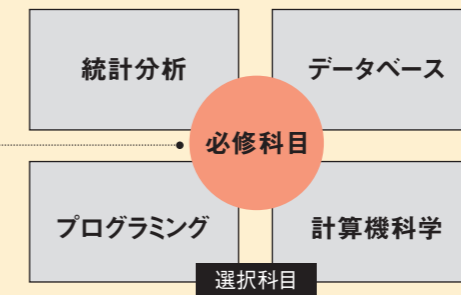 統計分析
データベース
必修科目
プログラミング
計算機科学
選択科目